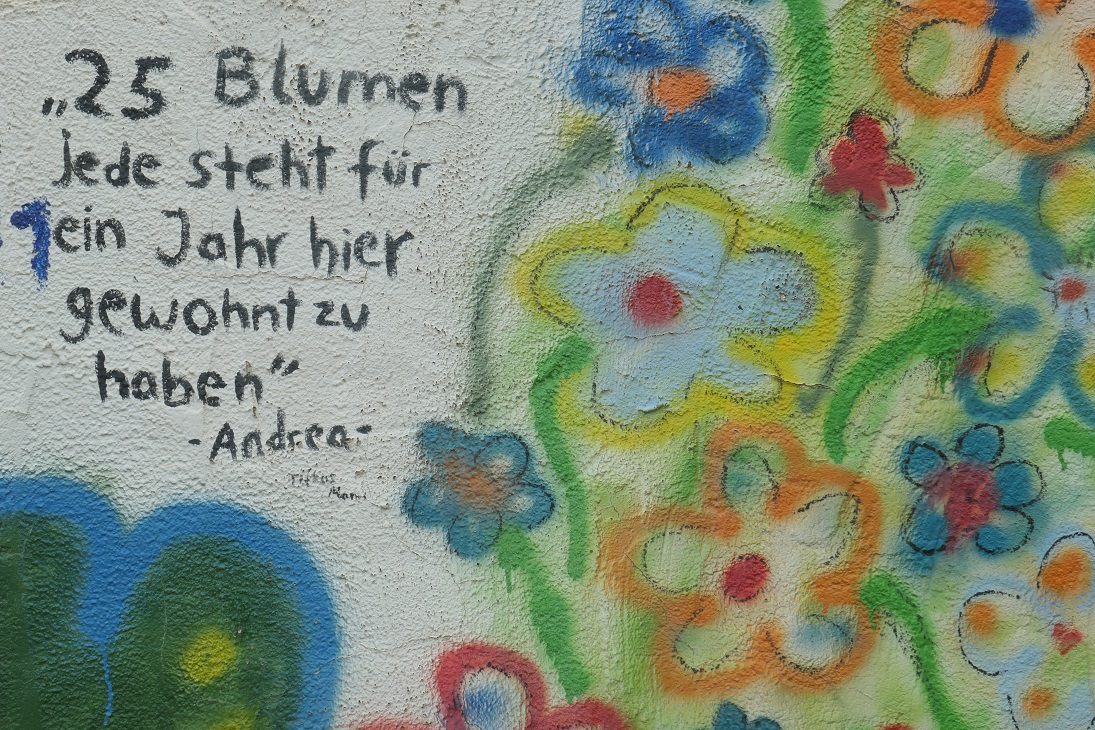 „25 Blumen
jede steht für
ein Jahr hier
gewohnt zu
haben“
-Andrea-